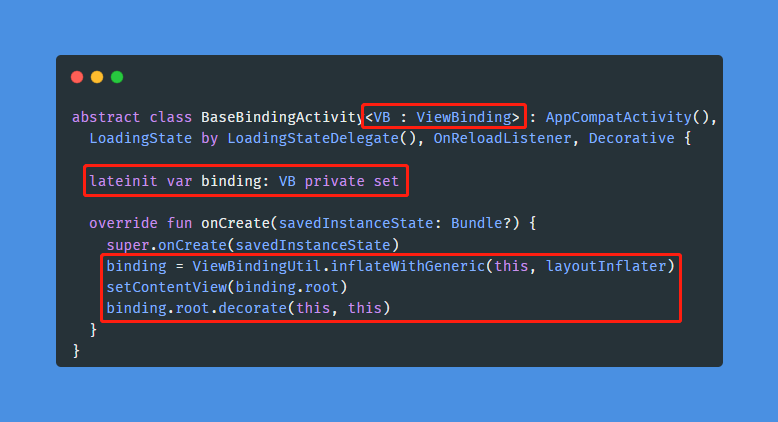 abstract class BaseBindingActivity<VB : ViewBinding> : AppCompatActivity(),
  LoadingState by LoadingStateDelegate(), OnReloadListener, Decorative {
  lateinit var binding: VB private set
  override fun onCreate(savedInstanceState: Bundle?) {
    super.onCreate(savedInstanceState)
    binding = ViewBindingUtil.inflateWithGeneric(this, layoutInflater)
    setContentView(binding.root)
    binding.root.decorate(this, this)
  }
}